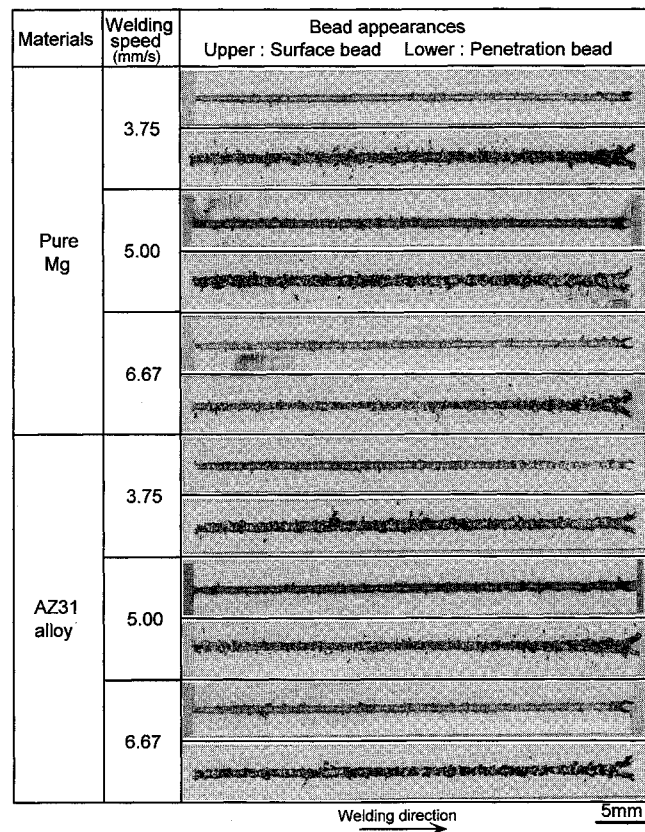 Materials
Welding
speed
(mm/s)
Bead appearances
Upper : Surface bead Lower : Penetration bead
Pure
Mg
3.75
5.00
6.67
AZ31
alloy
3.75
5.00
6.67
Welding direction
5mm